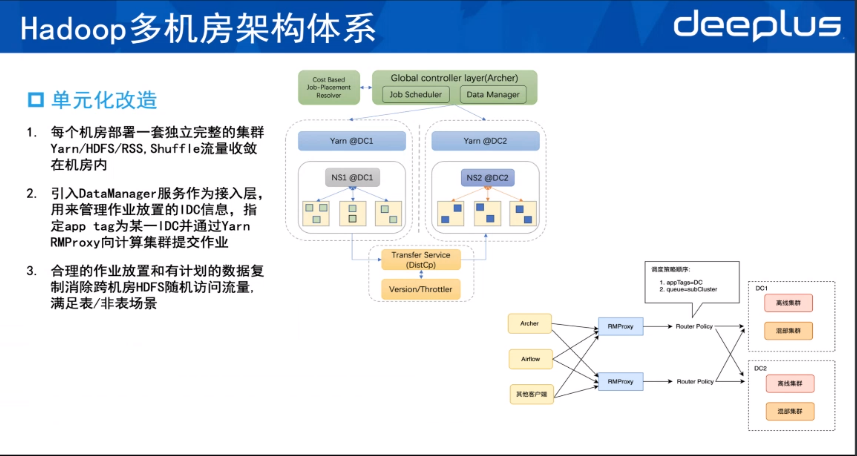 Hadoop多机房架构体系
deeplus
单元化改造
1. 每个机房部署一套独立完整的集群
Yarn/HDFS/RSS,Shuffle流量收敛
在机房内
2. 引入DataManager服务作为接入层,
用来管理作业放置的IDC信息，指
定app tag为某一IDC并通过Yarn
RMProxy向计算集群提交作业
3. 合理的作业放置和有计划的数据复
制消除跨机房HDFS随机访问流量,
满足表/非表场景
Cost Based
Job-Placement
Resolver
Global controller layer(Archer)
Job Scheduler
Data Manager
Yarn @DC1
Yarn @DC2
NS1 @DC1
NS2 @DC2
Transfer Service
(DistCp)
Version/Throttler
调度策略顺序:
1. appTags=DC
2. queue=subCluster
Archer
Airflow
其他客户端
RMProxy
RMProxy
Router Policy
Router Policy
DC1
离线集群
混部集群
DC2
离线集群
混部集群